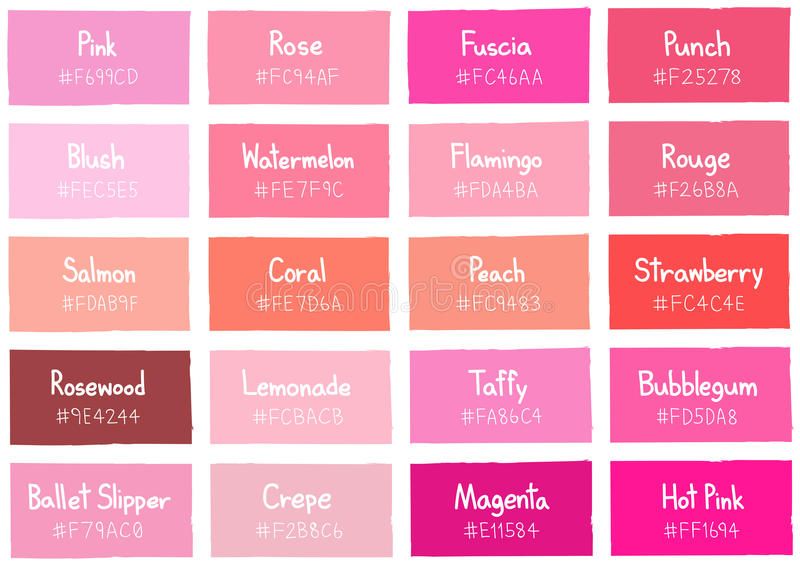 Pink
#F699CD
Rose
#FC94AF
Fuscia
#FC46AA
Punch
#F25278
Blush
#FEC5E5
Watermelon
#FE7F9C
Flamingo
#FDA4BA
Rouge
#F26B8A
Salmon
#FDAB9F
Coral
#FE7D6A
Peach
#FC9483
Strawberry
#FC4C4E
Rosewood
#9E4244
Lemonade
#FCBACB
Taffy
#FA86C4
Bubblegum
#FD5DA8
Ballet Slipper
#F79AC0
Crepe
#F2B8C6
Magenta
#E11584
Hot Pink
#FF1694
dreamstime